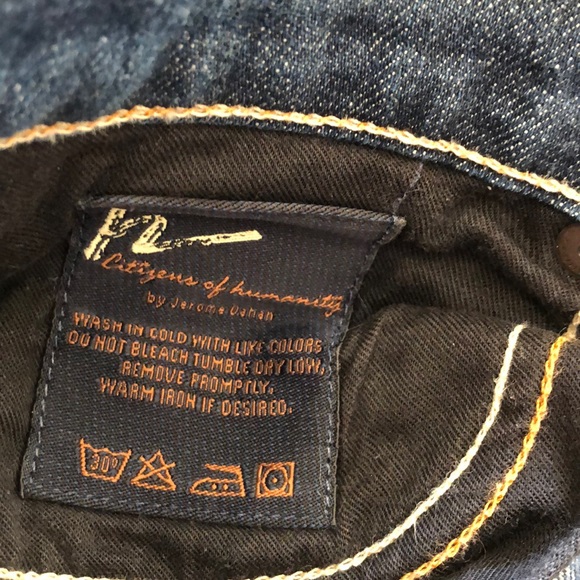 Citizens of humanity
by Jerome Dahan
WASH IN COLD WITH LIKE COLORS
DO NOT BLEACH TUMBLE DRY LOW.
REMOVE PROMPTLY.
WARM IRON IF DESIRED.
30°